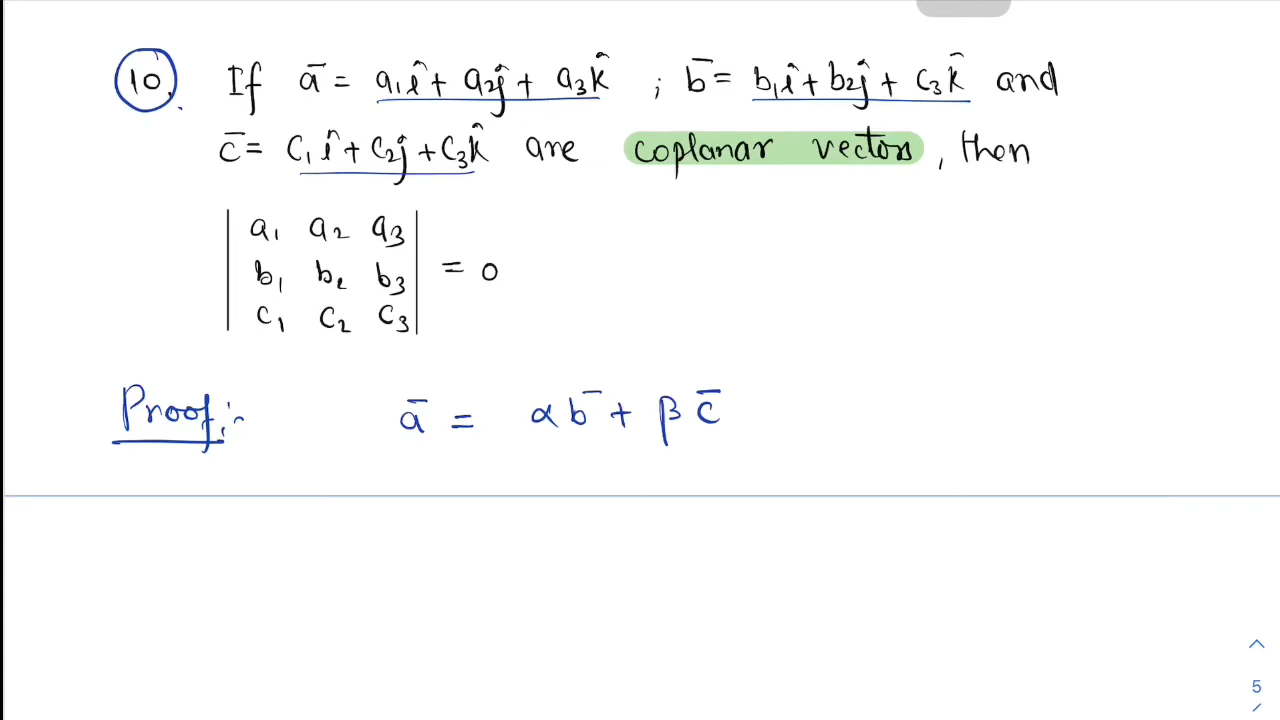 10. If a̅ = a₁î + a₂ĵ + a₃k̂ ; b̅ = b₁î + b₂ĵ + c₃k̂ and
c̅ = c₁î + c₂ĵ + c₃k̂ are coplanar vectors, then
| a₁ a₂ a₃ |
| b₁ b₂ b₃ | = 0
| c₁ c₂ c₃ |
Proof:- a̅ = αb̅ + βc̅
5